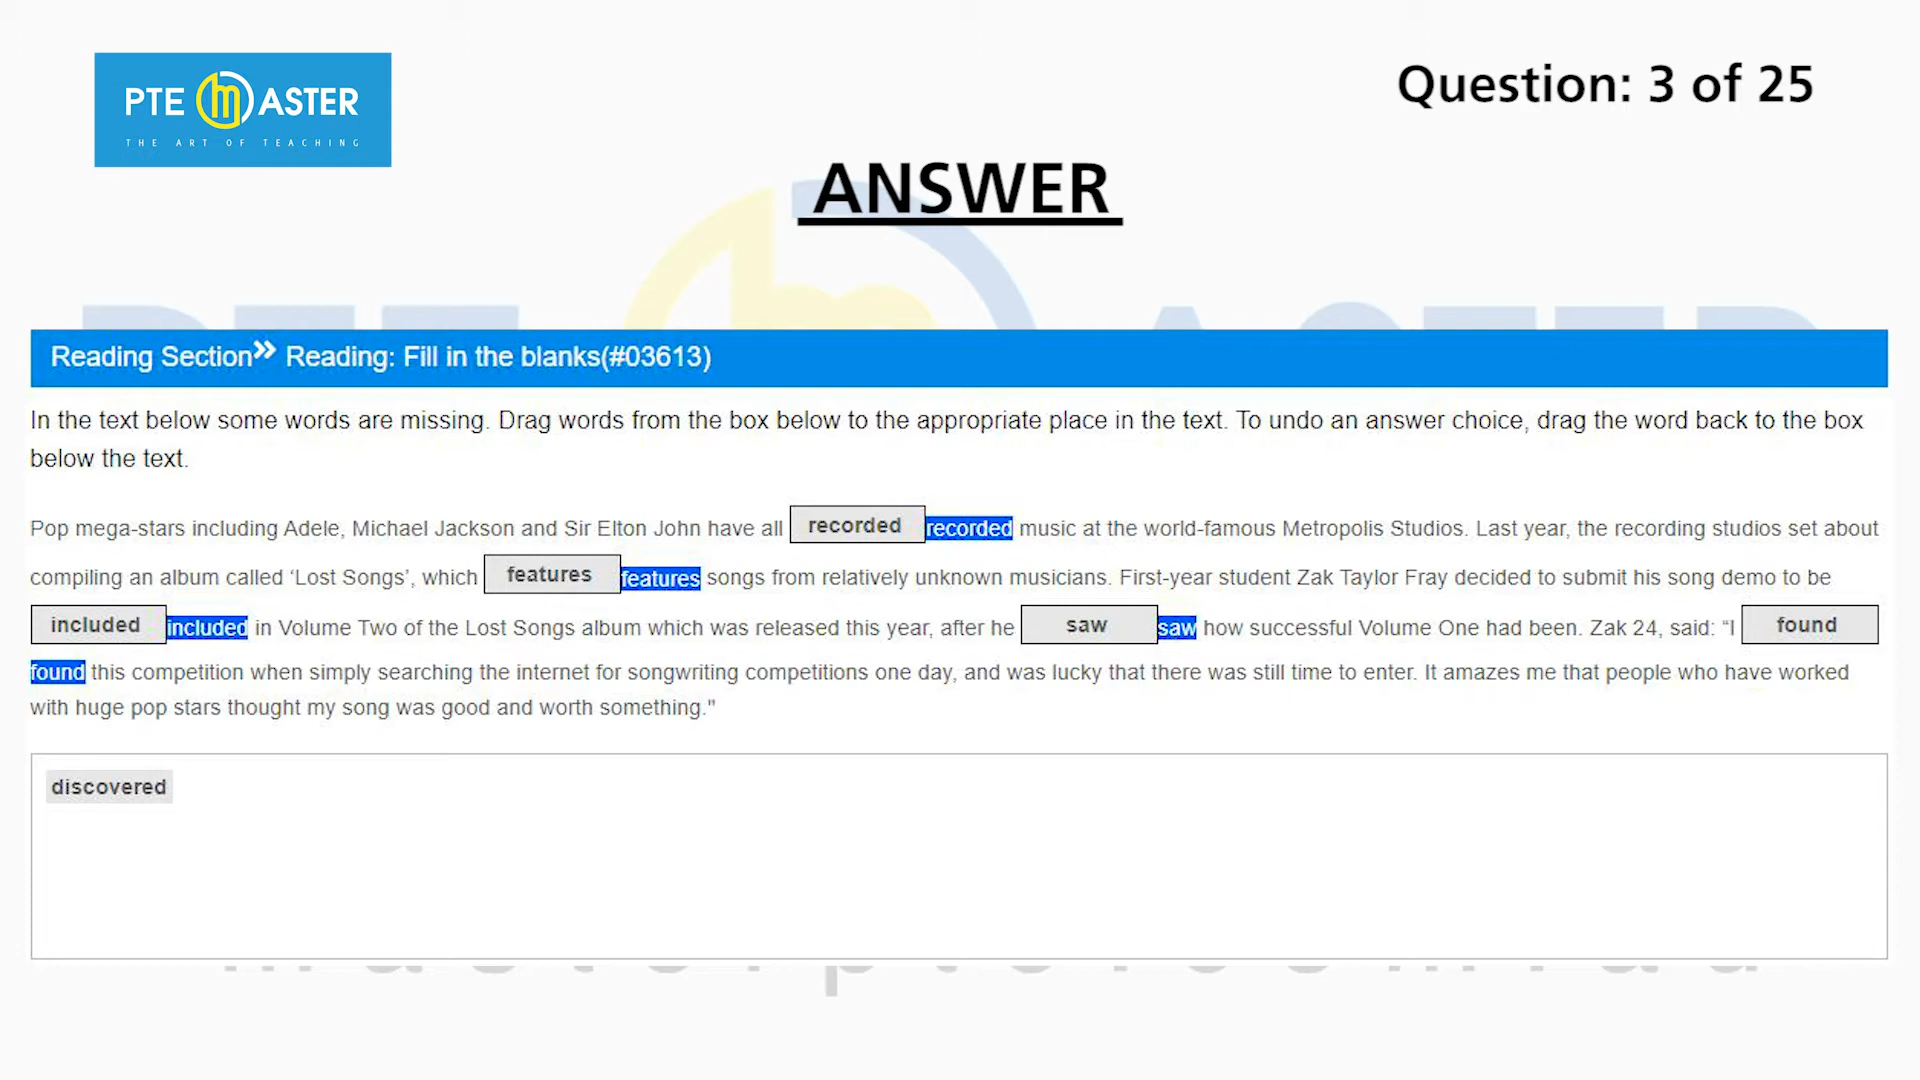 PTE MASTER
THE ART OF TEACHING
Question: 3 of 25
ANSWER
Reading Section» Reading: Fill in the blanks(#03613)
In the text below some words are missing. Drag words from the box below to the appropriate place in the text. To undo an answer choice, drag the word back to the box
below the text.
Pop mega-stars including Adele, Michael Jackson and Sir Elton John have all recorded recorded music at the world-famous Metropolis Studios. Last year, the recording studios set about
compiling an album called ‘Lost Songs’, which features features songs from relatively unknown musicians. First-year student Zak Taylor Fray decided to submit his song demo to be
included included in Volume Two of the Lost Songs album which was released this year, after he saw saw how successful Volume One had been. Zak 24, said: “I found
found this competition when simply searching the internet for songwriting competitions one day, and was lucky that there was still time to enter. It amazes me that people who have worked
with huge pop stars thought my song was good and worth something."
discovered